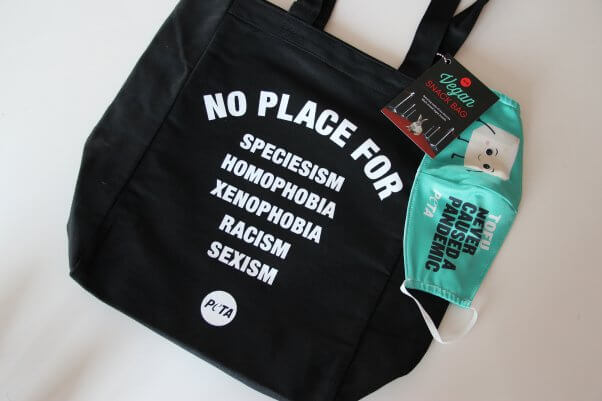 NO PLACE FOR
SPECIESISM
HOMOPHOBIA
XENOPHOBIA
RACISM
SEXISM
PETA
Vegan
SNACK BAG
TOFU
NEVER
CAUSED A
PANDEMIC
PETA